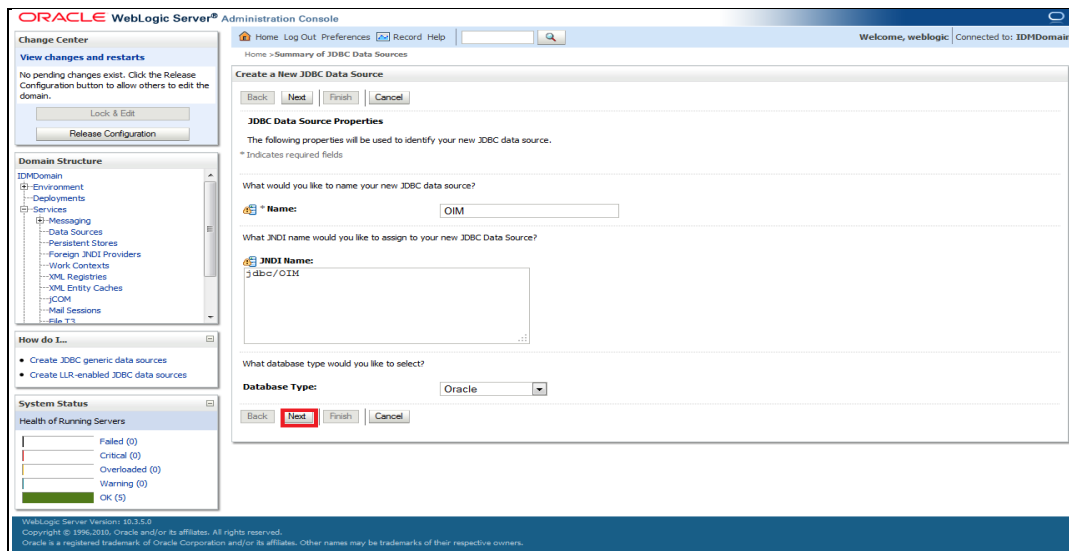 ORACLE WebLogic Server® Administration Console
Change Center
View changes and restarts
No pending changes exist. Click the Release
Configuration button to allow others to edit the
domain.
Lock & Edit
Release Configuration
Domain Structure
IDMDomain
Environment
Deployments
Services
Messaging
Data Sources
Persistent Stores
Foreign JNDI Providers
Work Contexts
XML Registries
XML Entity Caches
jCOM
Mail Sessions
File T3
How do I...
Create JDBC generic data sources
Create LLR-enabled JDBC data sources
System Status
Health of Running Servers
Failed (0)
Critical (0)
Overloaded (0)
Warning (0)
OK (5)
Home Log Out Preferences Record Help
Welcome, weblogic Connected to: IDMDomain
Home >Summary of JDBC Data Sources
Create a New JDBC Data Source
Back Next Finish Cancel
JDBC Data Source Properties
The following properties will be used to identify your new JDBC data source.
* Indicates required fields
What would you like to name your new JDBC data source?
* Name: OIM
What JNDI name would you like to assign to your new JDBC Data Source?
JNDI Name:
jdbc/OIM
What database type would you like to select?
Database Type: Oracle
Back Next Finish Cancel
WebLogic Server Version: 10.3.5.0
Copyright © 1996,2010, Oracle and/or its affiliates. All rights reserved.
Oracle is a registered trademark of Oracle Corporation and/or its affiliates. Other names may be trademarks of their respective owners.